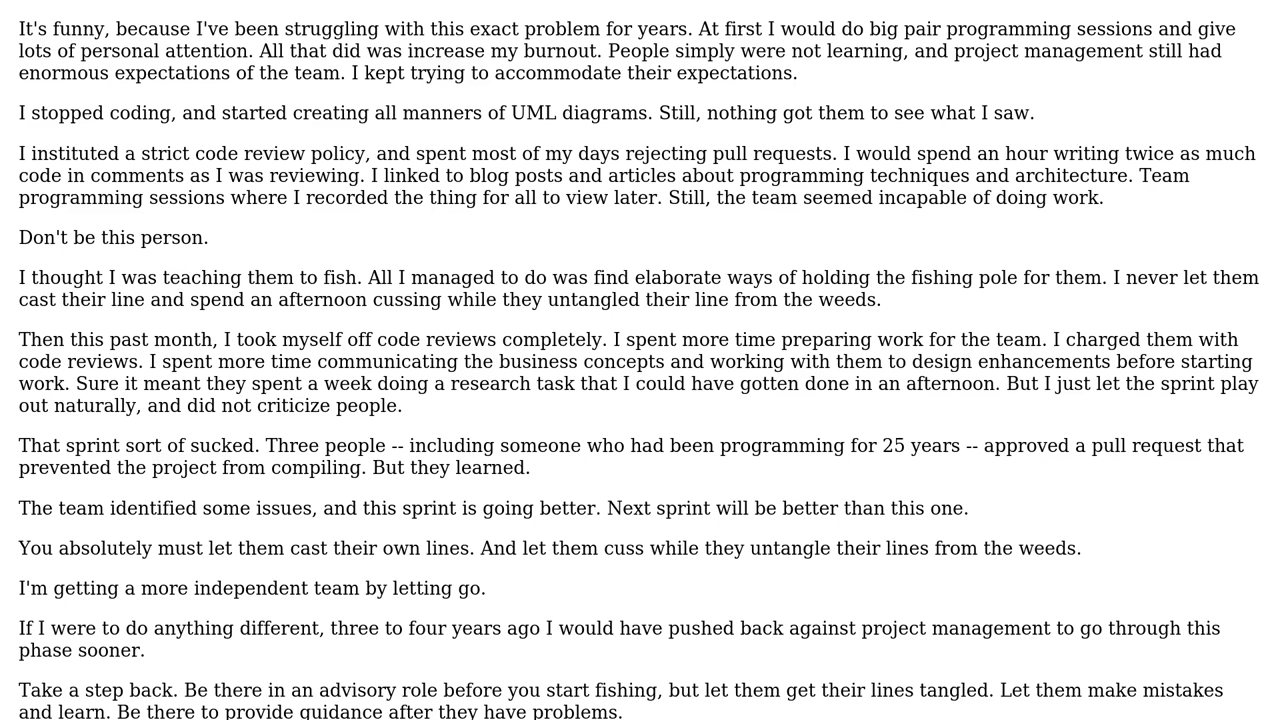 It's funny, because I've been struggling with this exact problem for years. At first I would do big pair programming sessions and give
lots of personal attention. All that did was increase my burnout. People simply were not learning, and project management still had
enormous expectations of the team. I kept trying to accommodate their expectations.
I stopped coding, and started creating all manners of UML diagrams. Still, nothing got them to see what I saw.
I instituted a strict code review policy, and spent most of my days rejecting pull requests. I would spend an hour writing twice as much
code in comments as I was reviewing. I linked to blog posts and articles about programming techniques and architecture. Team
programming sessions where I recorded the thing for all to view later. Still, the team seemed incapable of doing work.
Don't be this person.
I thought I was teaching them to fish. All I managed to do was find elaborate ways of holding the fishing pole for them. I never let them
cast their line and spend an afternoon cussing while they untangled their line from the weeds.
Then this past month, I took myself off code reviews completely. I spent more time preparing work for the team. I charged them with
code reviews. I spent more time communicating the business concepts and working with them to design enhancements before starting
work. Sure it meant they spent a week doing a research task that I could have gotten done in an afternoon. But I just let the sprint play
out naturally, and did not criticize people.
That sprint sort of sucked. Three people -- including someone who had been programming for 25 years -- approved a pull request that
prevented the project from compiling. But they learned.
The team identified some issues, and this sprint is going better. Next sprint will be better than this one.
You absolutely must let them cast their own lines. And let them cuss while they untangle their lines from the weeds.
I'm getting a more independent team by letting go.
If I were to do anything different, three to four years ago I would have pushed back against project management to go through this
phase sooner.
Take a step back. Be there in an advisory role before you start fishing, but let them get their lines tangled. Let them make mistakes
and learn. Be there to provide guidance after they have problems.